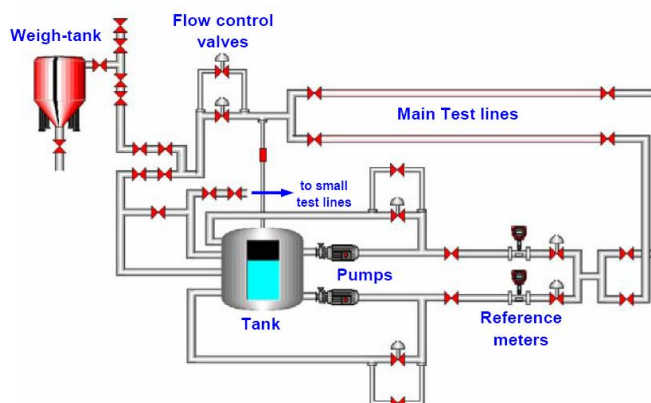 Flow control
valves
Weigh-tank
Main Test lines
to small
test lines
Pumps
Tank
Reference
meters